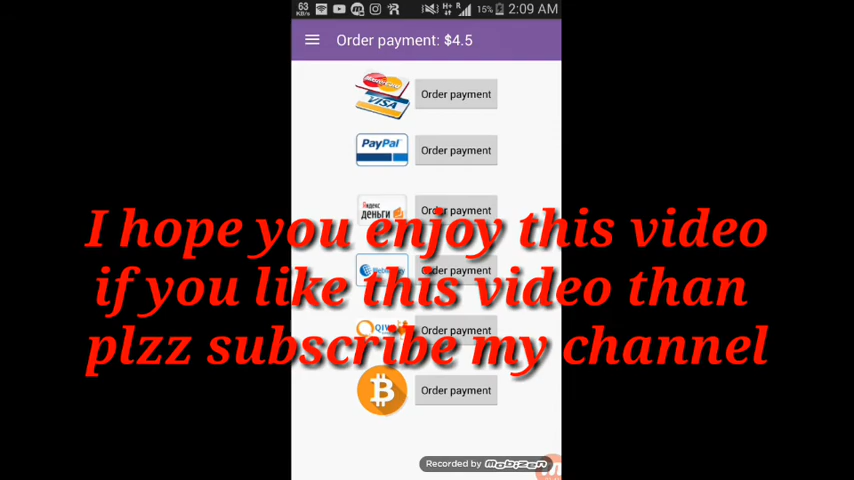 63
KB/s
H+
R
15%
2:09 AM
Order payment: $4.5
MasterCard
VISA
Order payment
PayPal
Order payment
Яндекс
деньги
Order payment
Order payment
QIWI
Order payment
Order payment
I hope you enjoy this video
if you like this video than
plzz subscribe my channel
Recorded by mobizen